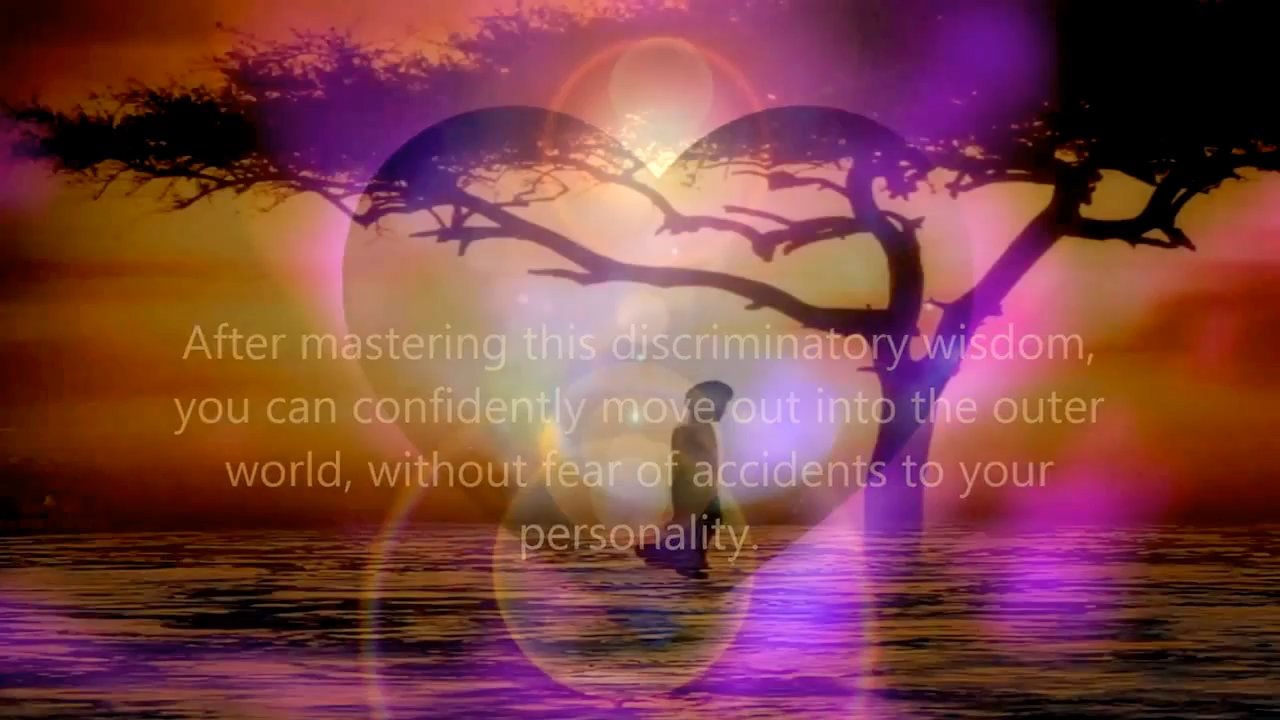 After mastering this discriminatory wisdom,
you can confidently move out into the outer
world, without fear of accidents to your
personality.